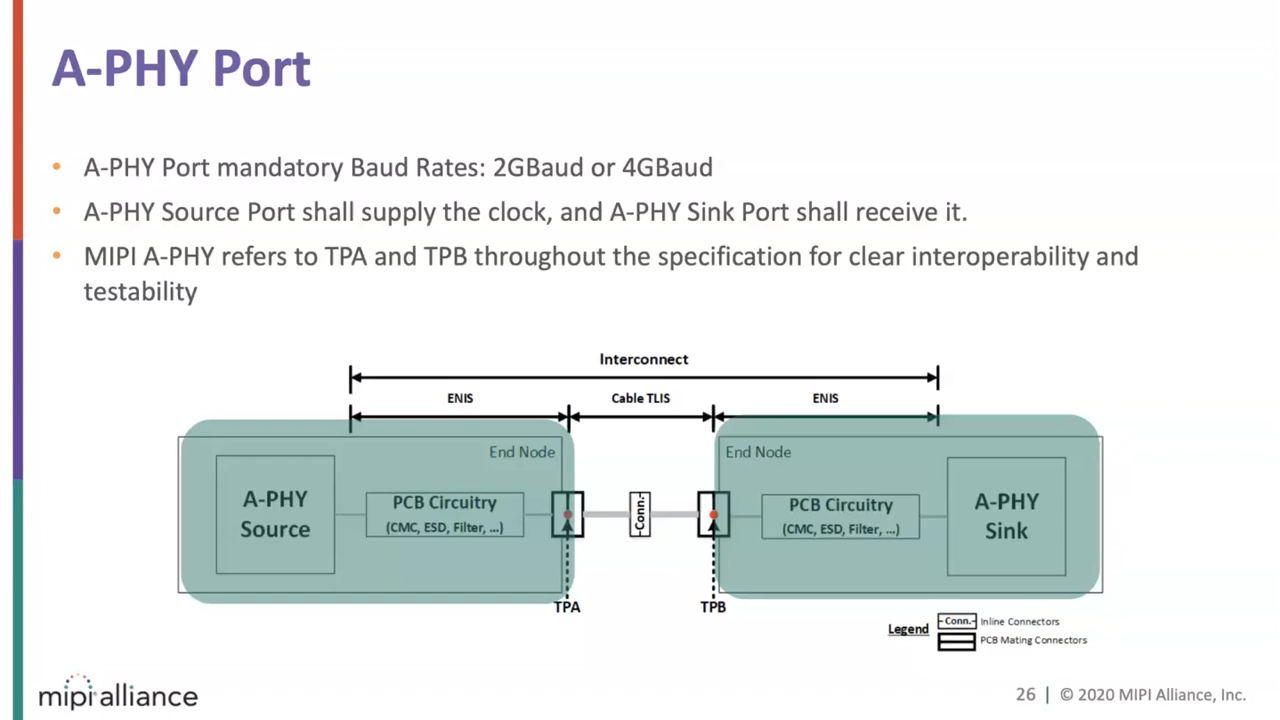 A-PHY Port
• A-PHY Port mandatory Baud Rates: 2GBaud or 4GBaud
• A-PHY Source Port shall supply the clock, and A-PHY Sink Port shall receive it.
• MIPI A-PHY refers to TPA and TPB throughout the specification for clear interoperability and
testability
Interconnect
ENIS
Cable TLIS
ENIS
End Node
A-PHY
Source
PCB Circuitry
(CMC, ESD, Filter, ...)
Conn.
End Node
PCB Circuitry
(CMC, ESD, Filter, ...)
A-PHY
Sink
TPA
TPB
Legend
Conn. Inline Connectors
PCB Mating Connectors
mipi alliance
26 | © 2020 MIPI Alliance, Inc.